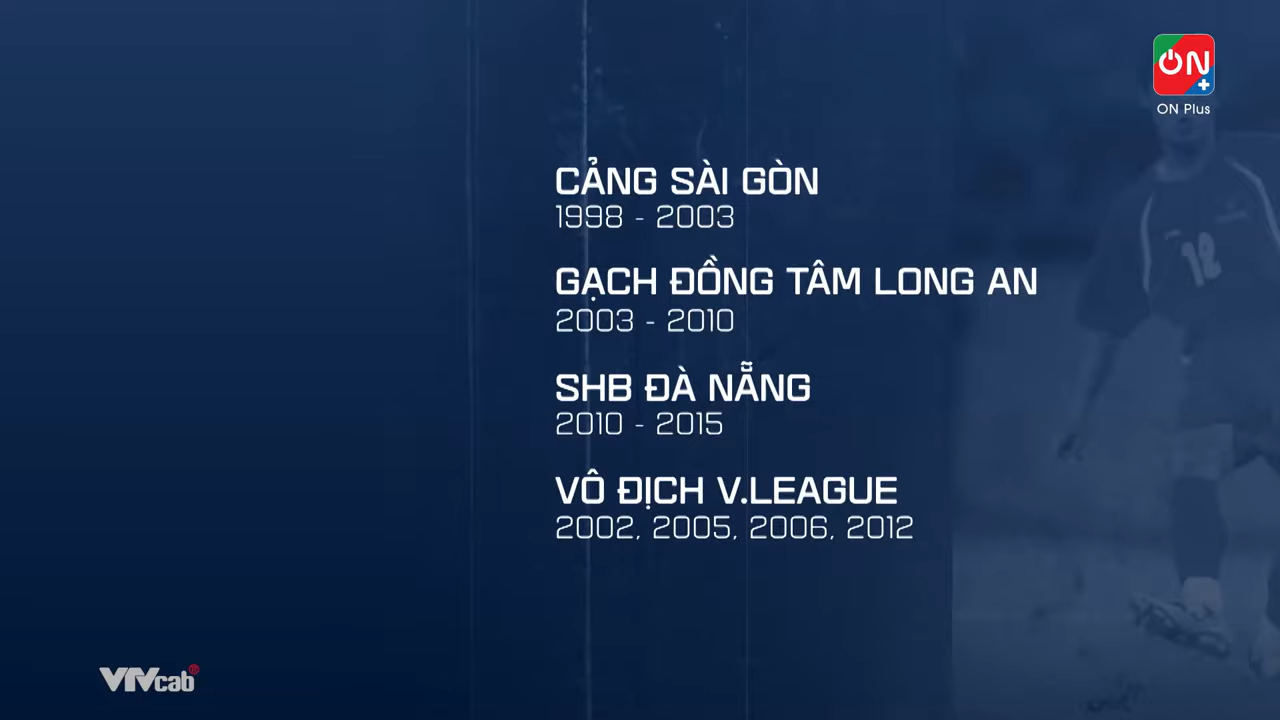 ON
ON Plus
CẢNG SÀI GÒN
1998 - 2003
GẠCH ĐỒNG TÂM LONG AN
2003 - 2010
SHB ĐÀ NẴNG
2010 - 2015
VÔ ĐỊCH V.LEAGUE
2002, 2005, 2006, 2012
VTVcab®